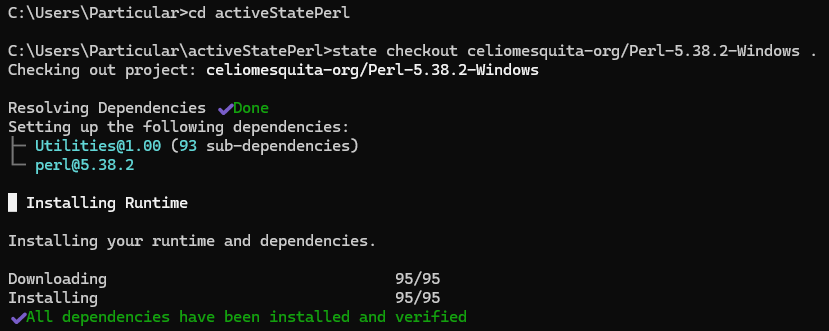 C:\Users\Particular>cd activeStatePerl
C:\Users\Particular\activeStatePerl>state checkout celiomesquita-org/Perl-5.38.2-Windows .
Checking out project: celiomesquita-org/Perl-5.38.2-Windows
Resolving Dependencies ✔Done
Setting up the following dependencies:
├─ Utilities@1.00 (93 sub-dependencies)
└─ perl@5.38.2
█ Installing Runtime
Installing your runtime and dependencies.
Downloading 95/95
Installing 95/95
✔All dependencies have been installed and verified